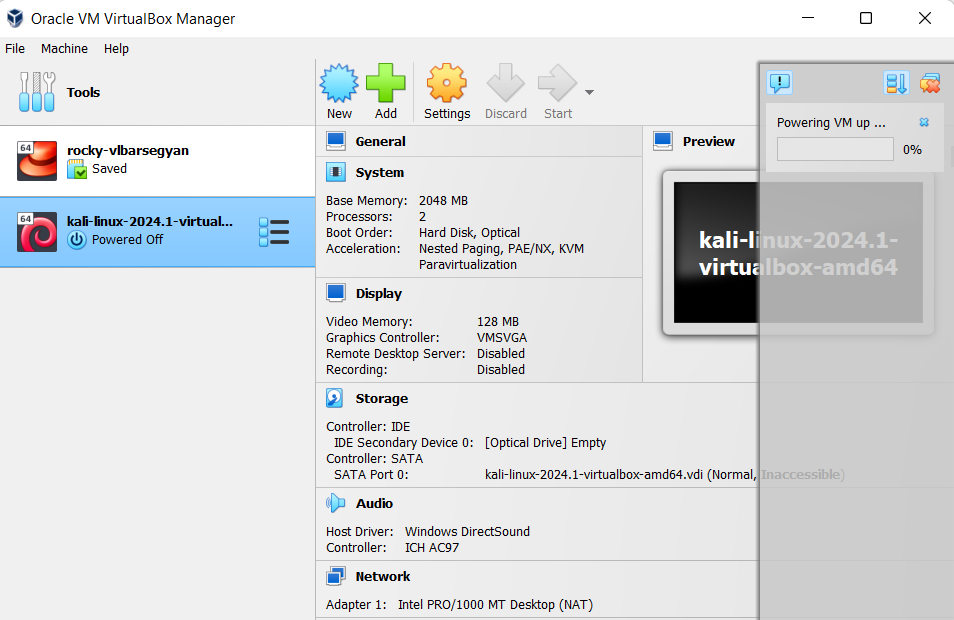 Oracle VM VirtualBox Manager
File Machine Help
Tools
New Add Settings Discard Start
64
rocky-vlbarsegyan
Saved
64
kali-linux-2024.1-virtual...
Powered Off
General
System
Base Memory: 2048 MB
Processors: 2
Boot Order: Hard Disk, Optical
Acceleration: Nested Paging, PAE/NX, KVM
Paravirtualization
Display
Video Memory: 128 MB
Graphics Controller: VMSVGA
Remote Desktop Server: Disabled
Recording: Disabled
Preview
kali-linux-2024.1-
virtualbox-amd64
Powering VM up ...
0%
Storage
Controller: IDE
IDE Secondary Device 0: [Optical Drive] Empty
Controller: SATA
SATA Port 0: kali-linux-2024.1-virtualbox-amd64.vdi (Normal, Inaccessible)
Audio
Host Driver: Windows DirectSound
Controller: ICH AC97
Network
Adapter 1: Intel PRO/1000 MT Desktop (NAT)